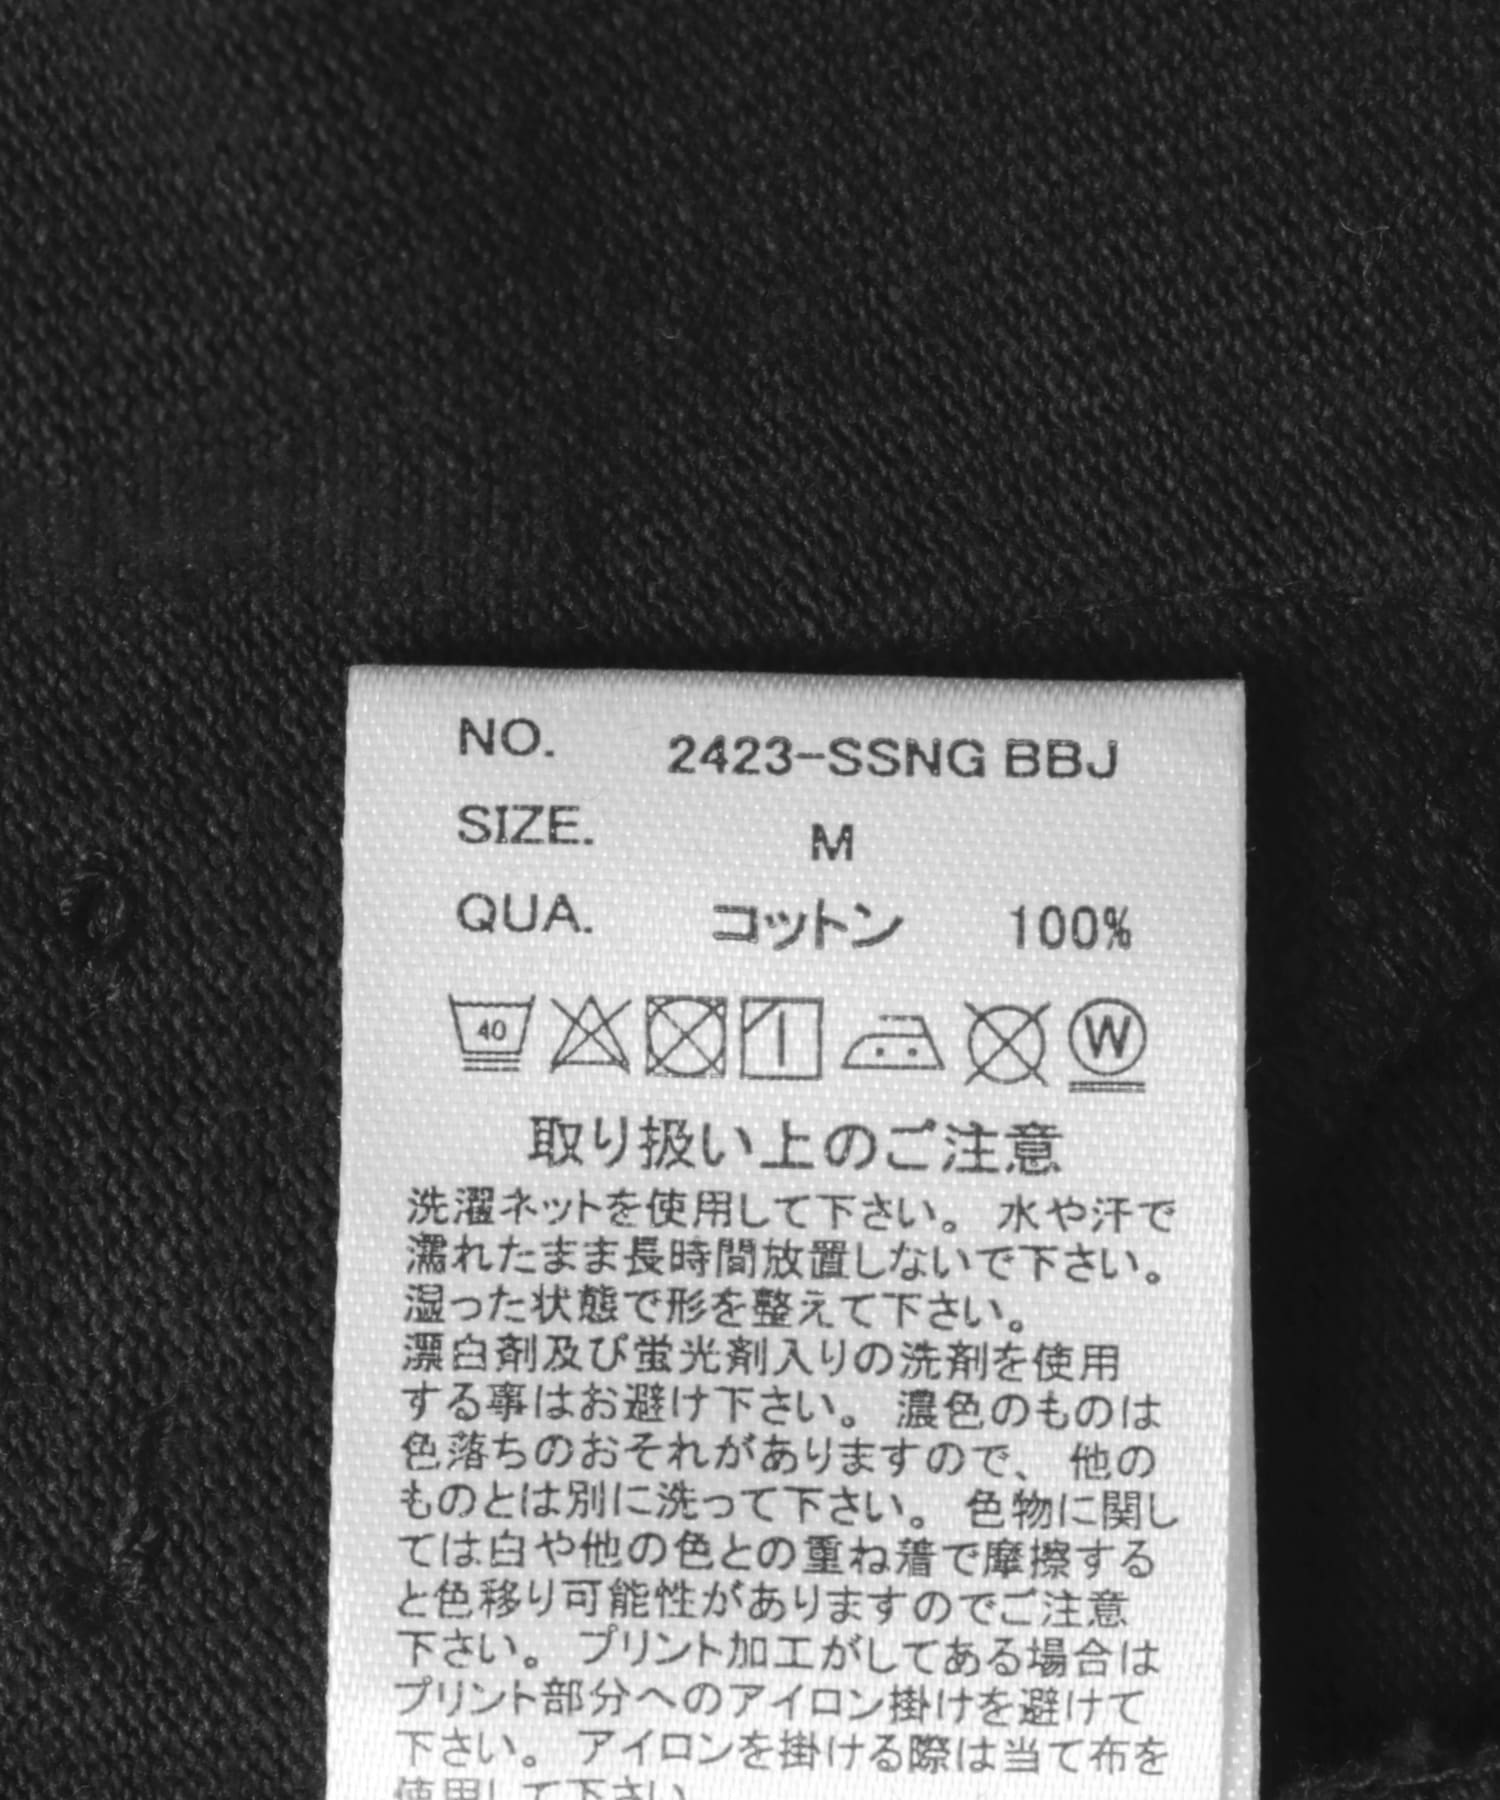 NO. 2423-SSNG BBJ
SIZE. M
QUA. コットン 100%
40
W
取り扱い上のご注意
洗濯ネットを使用して下さい。 水や汗で
濡れたまま長時間放置しないで下さい。
湿った状態で形を整えて下さい。
漂白剤及び蛍光剤入りの洗剤を使用
する事はお避け下さい。 濃色のものは
色落ちのおそれがありますので、 他の
ものとは別に洗って下さい。 色物に関し
ては白や他の色との重ね着で摩擦する
と色移り可能性がありますのでご注意
下さい。 プリント加工がしてある場合は
プリント部分へのアイロン掛けを避けて
下さい。 アイロンを掛ける際は当て布を
使用して下さい。